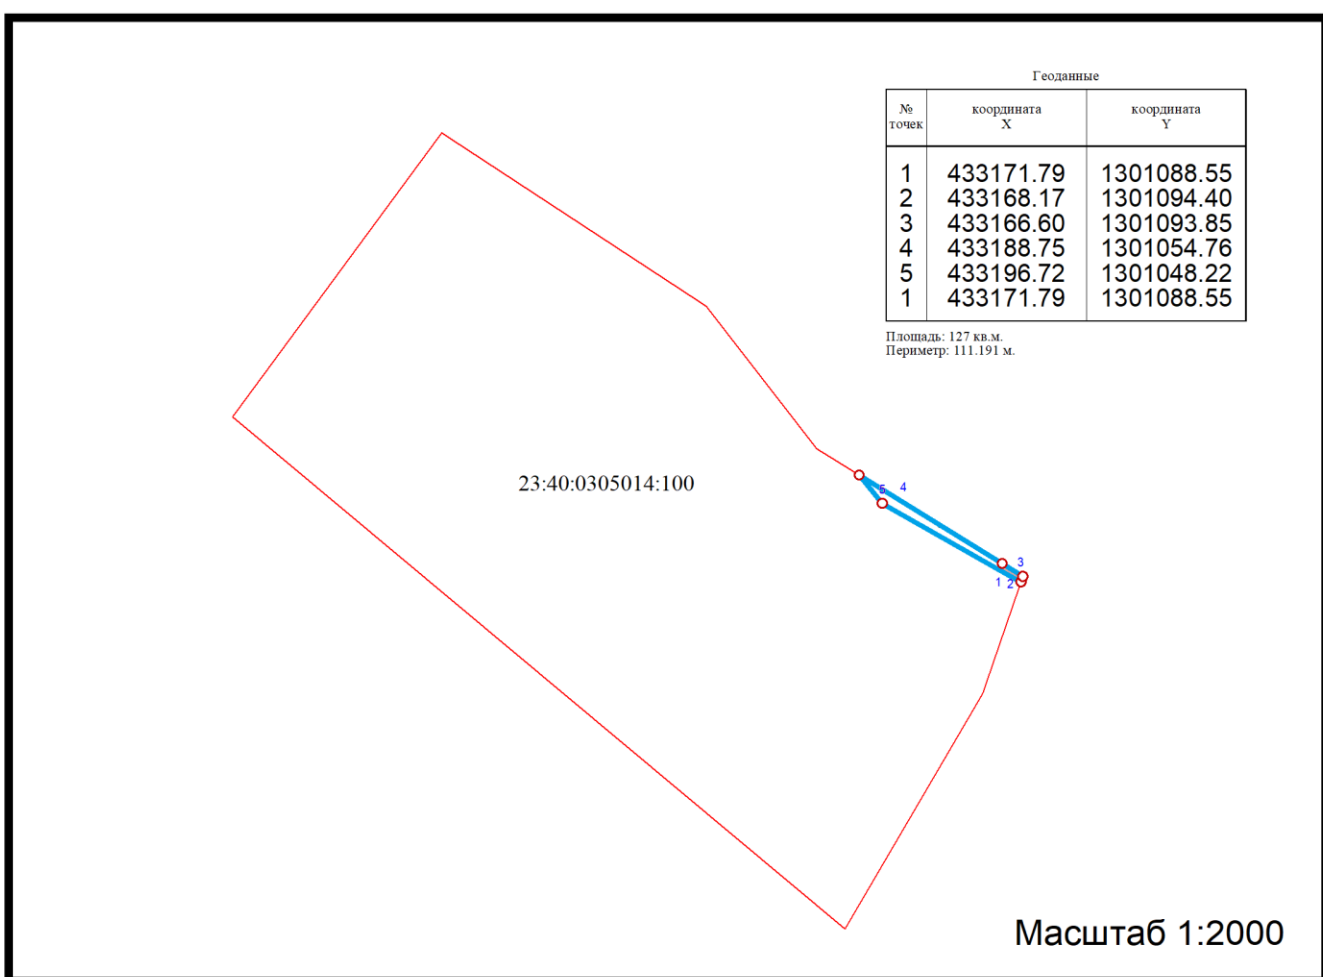 Геоданные
№ точек координата X координата Y
1 433171.79 1301088.55
2 433168.17 1301094.40
3 433166.60 1301093.85
4 433188.75 1301054.76
5 433196.72 1301048.22
1 433171.79 1301088.55
Площадь: 127 кв.м.
Периметр: 111.191 м.
23:40:0305014:100
5 4
3
1 2
Масштаб 1:2000